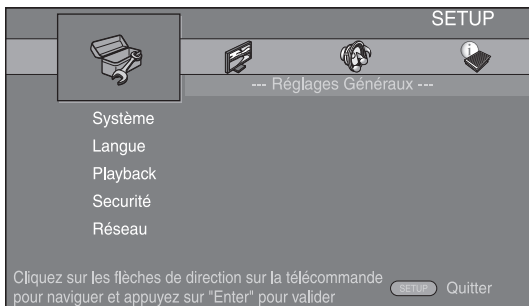 SETUP
--- Réglages Généraux ---
Système
Langue
Playback
Securité
Réseau
Cliquez sur les flèches de direction sur la télécommande
pour naviguer et appuyez sur "Enter" pour valider
SETUP Quitter